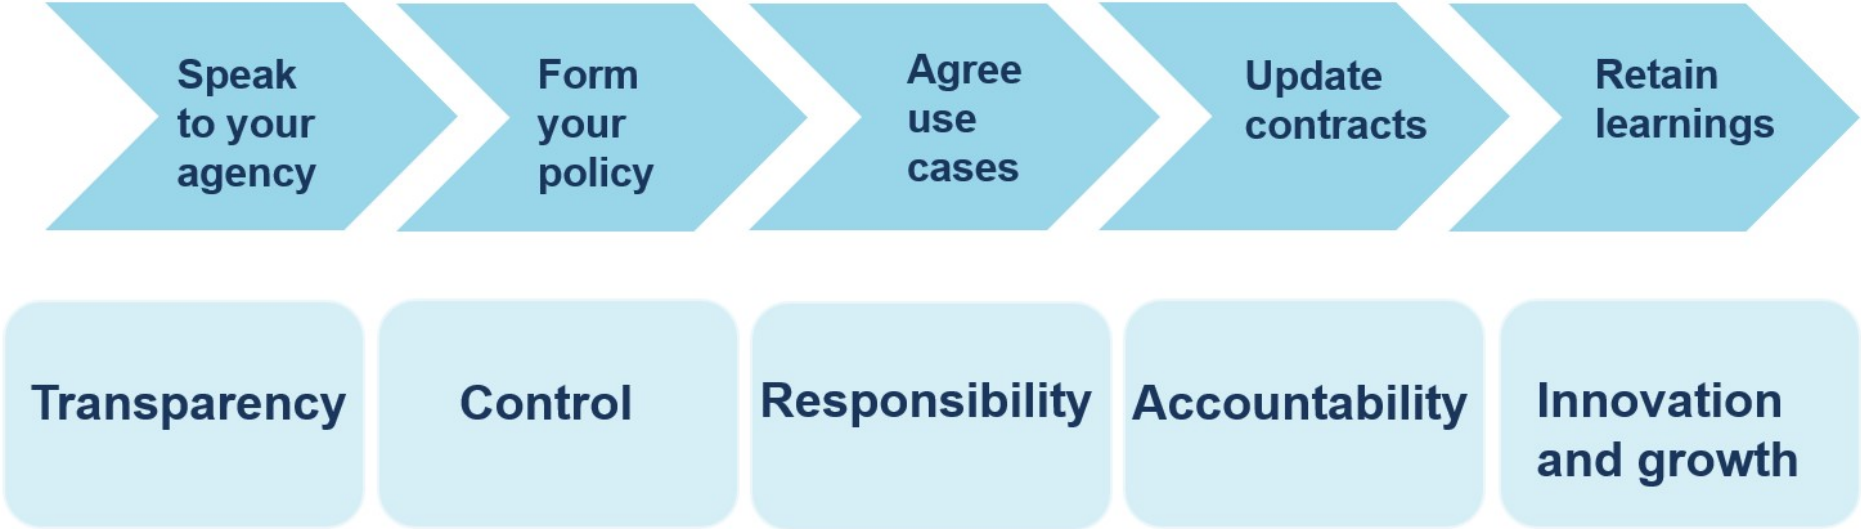 Speak
to your
agency
Form
your
policy
Agree
use
cases
Update
contracts
Retain
learnings
Transparency
Control
Responsibility
Accountability
Innovation
and growth